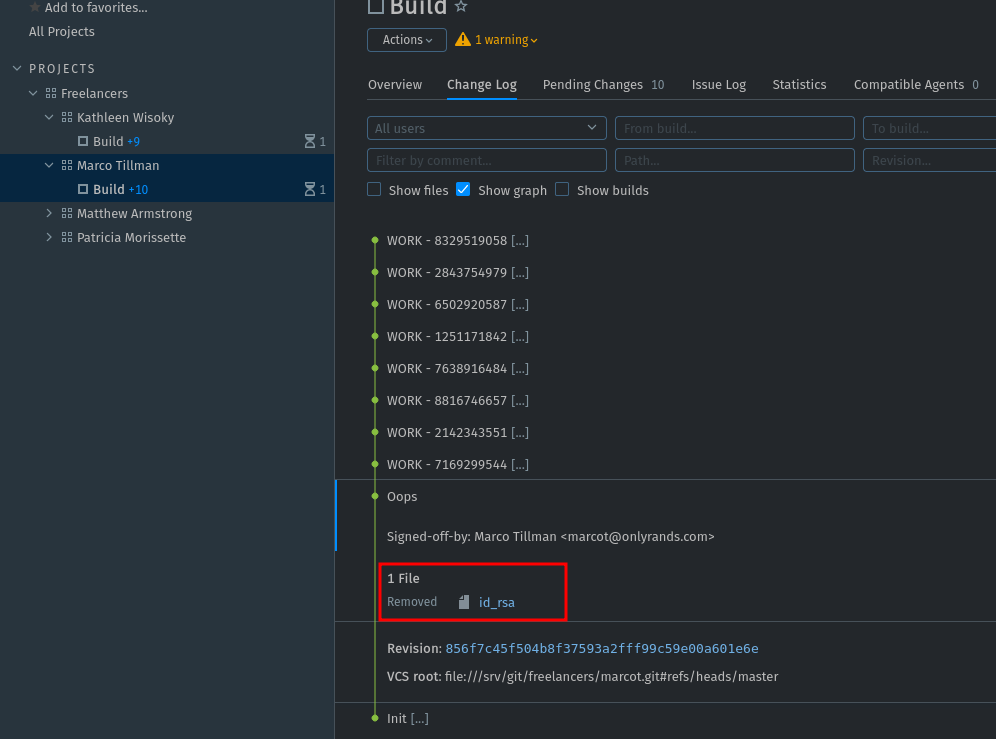 Add to favorites...
All Projects
PROJECTS
Freelancers
Kathleen Wisoky
Build +9 1
Marco Tillman
Build +10 1
Matthew Armstrong
Patricia Morissette
Build
Actions 1 warning
Overview Change Log Pending Changes 10 Issue Log Statistics Compatible Agents 0
All users From build... To build...
Filter by comment... Path... Revision...
Show files Show graph Show builds
WORK - 8329519058 [...]
WORK - 2843754979 [...]
WORK - 6502920587 [...]
WORK - 1251171842 [...]
WORK - 7638916484 [...]
WORK - 8816746657 [...]
WORK - 2142343551 [...]
WORK - 7169299544 [...]
Oops
Signed-off-by: Marco Tillman <marcot@onlyrands.com>
1 File
Removed id_rsa
Revision: 856f7c45f504b8f37593a2fff99c59e00a601e6e
VCS root: file:///srv/git/freelancers/marcot.git#refs/heads/master
Init [...]